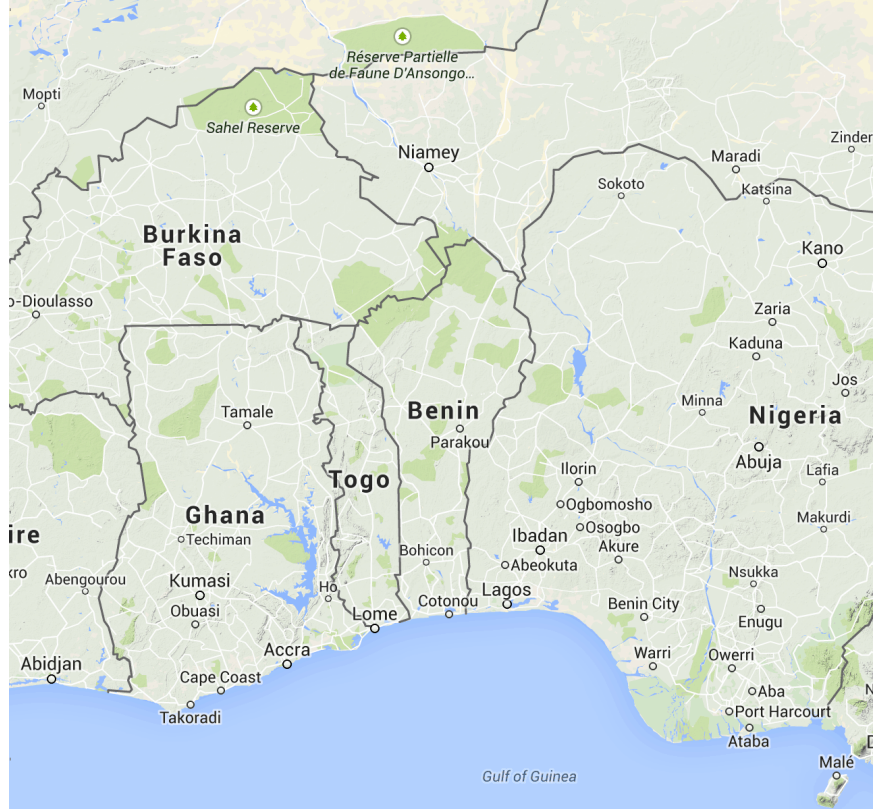 Réserve Partielle
de Faune D'Ansongo...
Mopti
Sahel Reserve
Niamey
Zinder
Maradi
Sokoto
Katsina
Burkina
Faso
Kano
o-Dioulasso
Zaria
Kaduna
Jos
Minna
Benin
Nigeria
Tamale
Parakou
Abuja
Ilorin
Lafia
Togo
Ogbomosho
Ghana
Makurdi
Osogbo
ire
Techiman
Ibadan
Akure
Bohicon
Abeokuta
kro
Abengourou
Kumasi
Nsukka
Ho
Lagos
Cotonou
Benin City
Obuasi
Lome
Enugu
Accra
Warri
Owerri
Abidjan
Cape Coast
Aba
N
Takoradi
Port Harcourt
Ataba
D
Malé
Gulf of Guinea